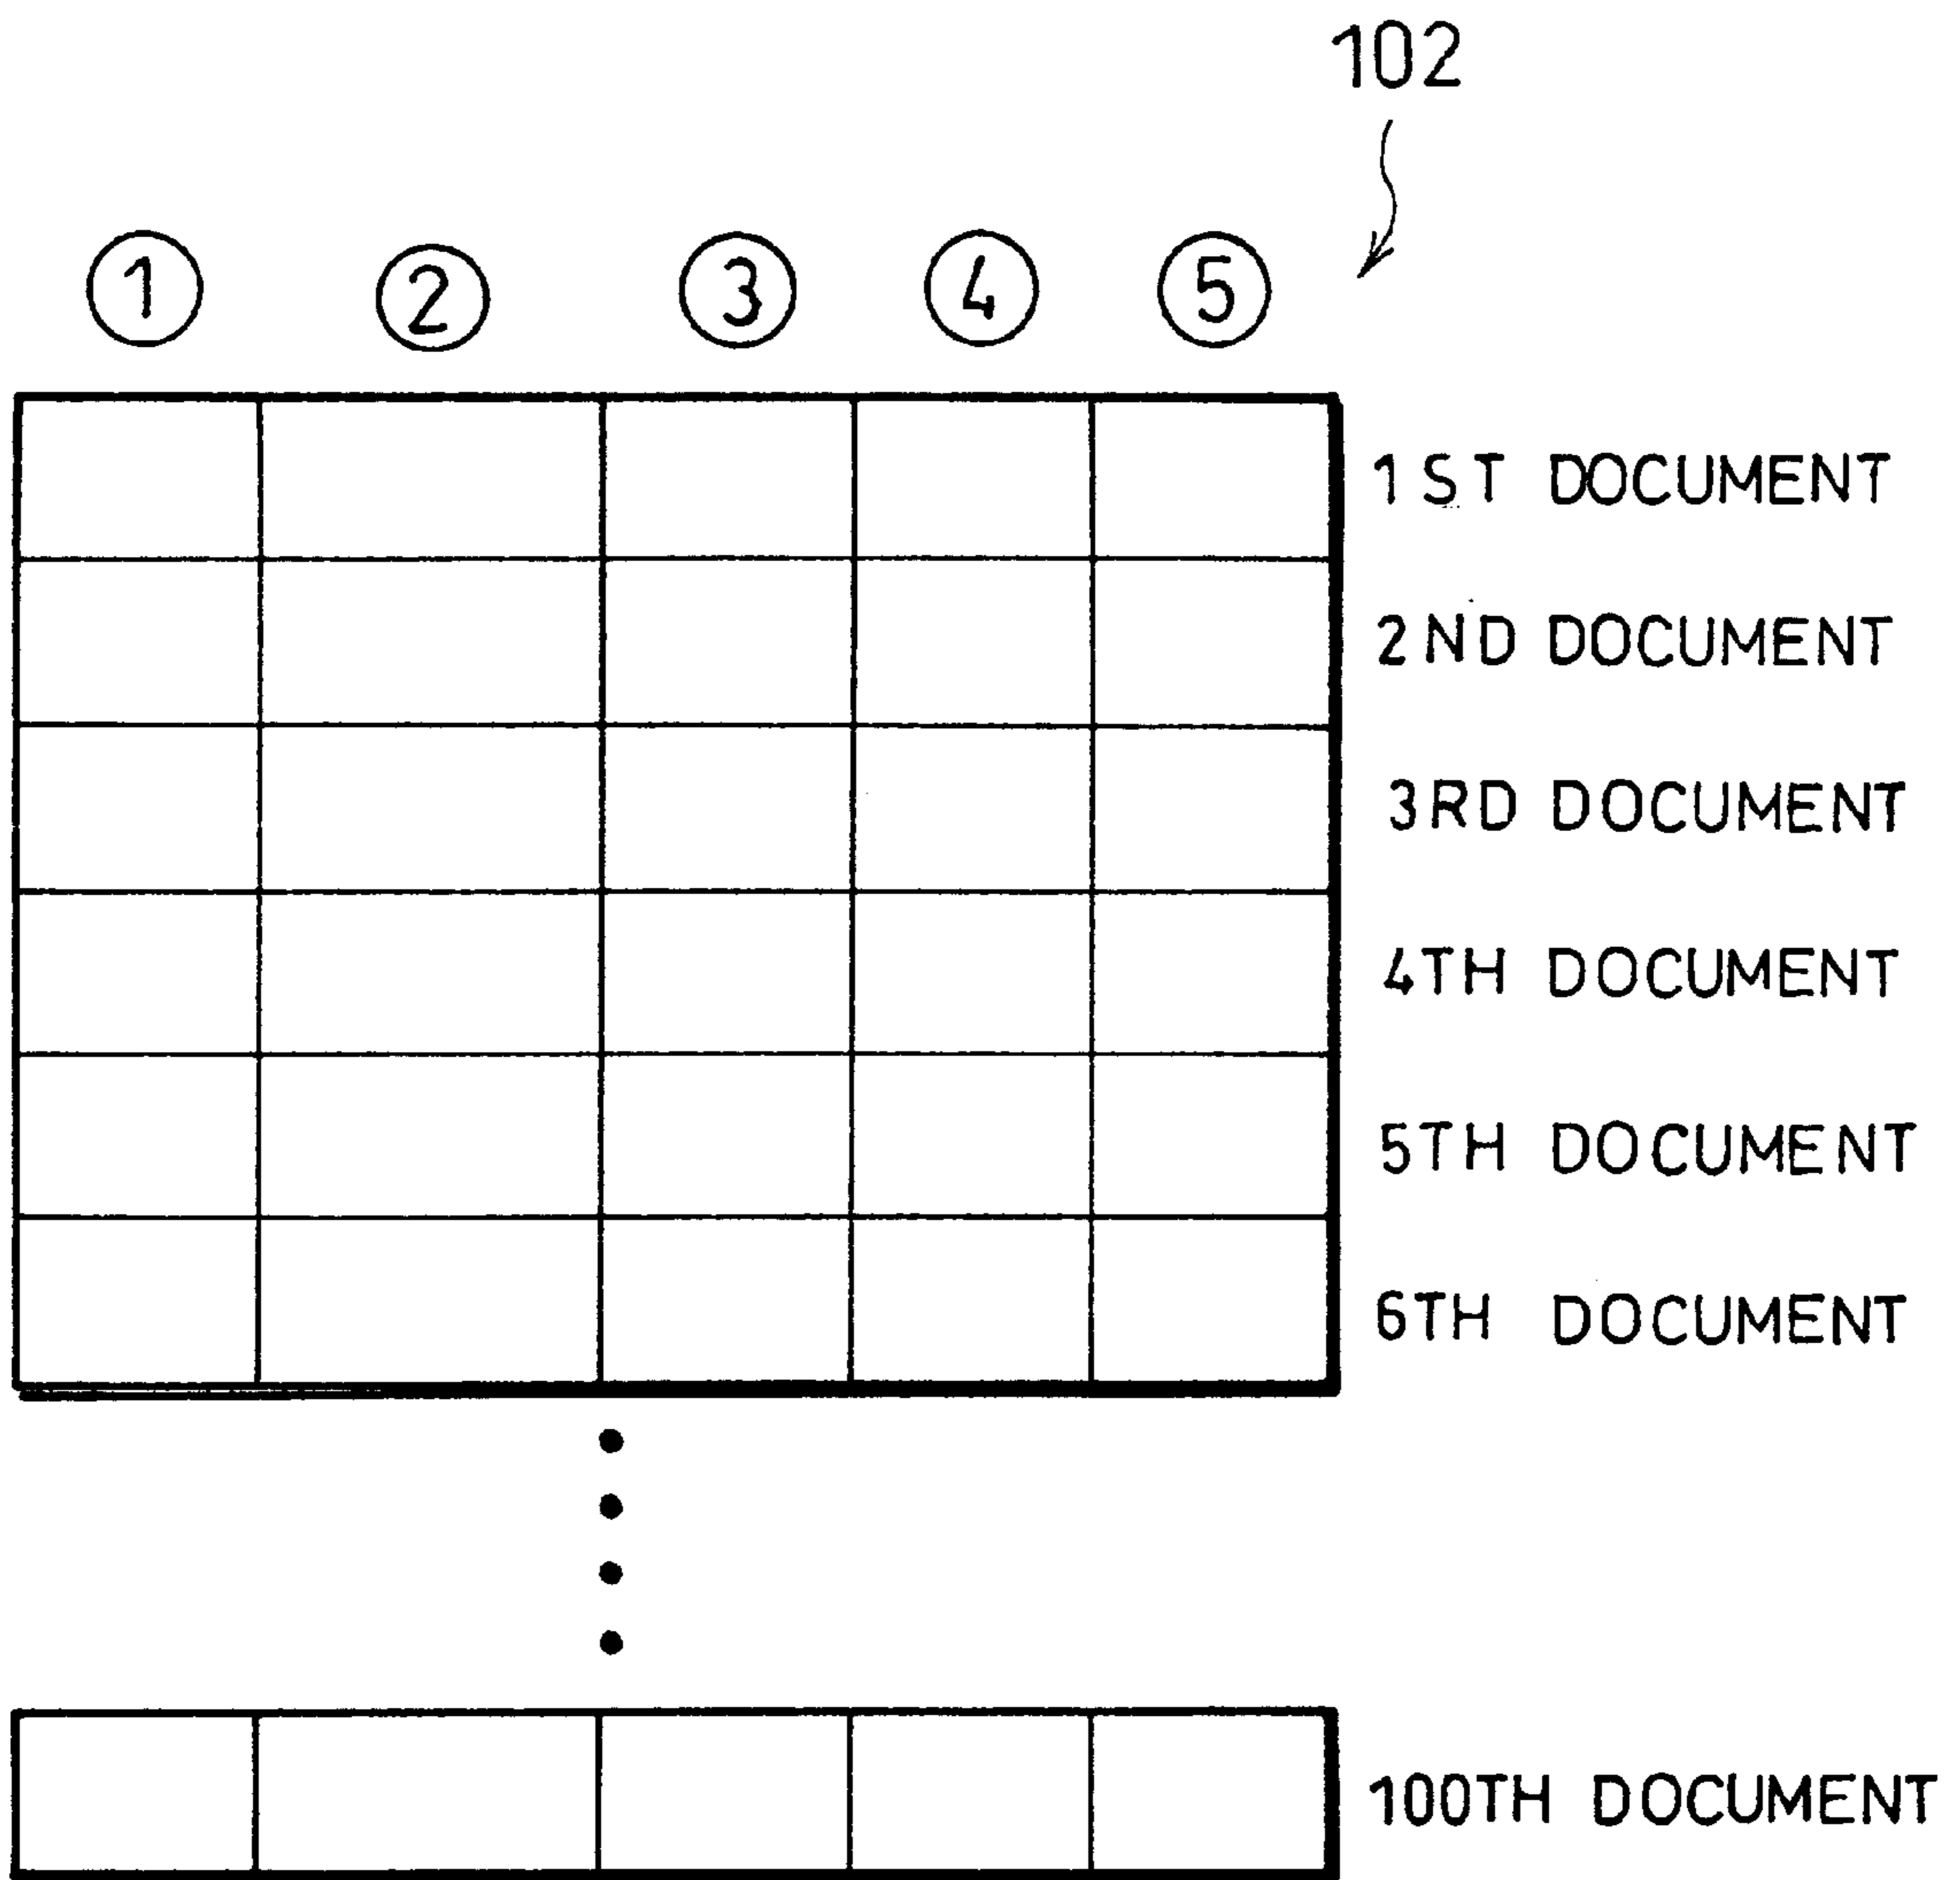 102
① ② ③ ④ ⑤
1ST DOCUMENT
2ND DOCUMENT
3RD DOCUMENT
4TH DOCUMENT
5TH DOCUMENT
6TH DOCUMENT
100TH DOCUMENT